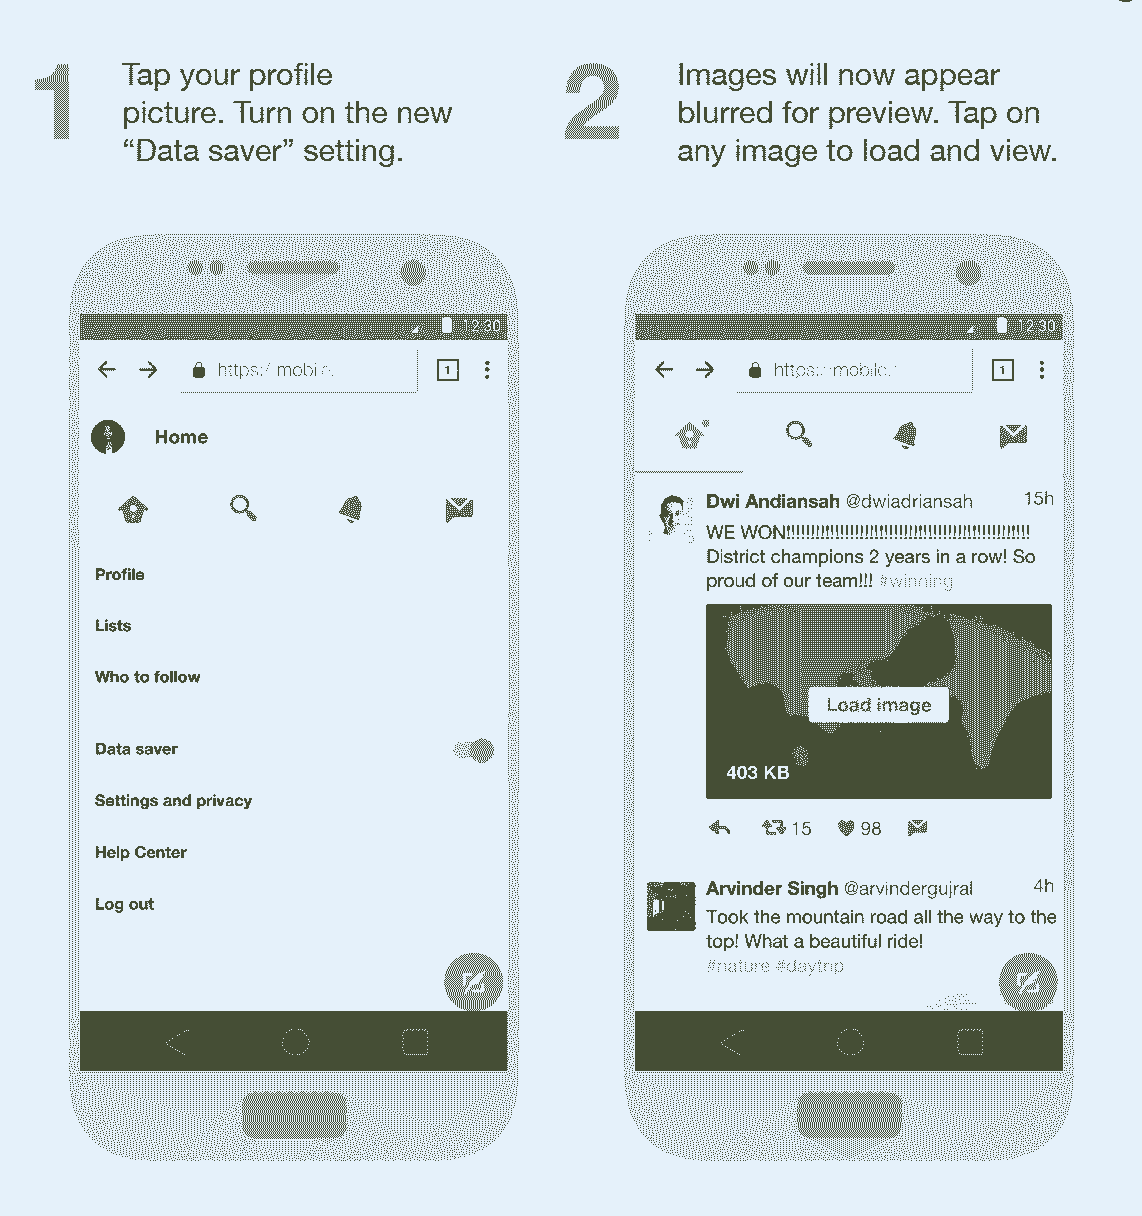 1
Tap your profile
picture. Turn on the new
“Data saver” setting.
12:30
https:/ mobile.
1
Home
Profile
Lists
Who to follow
Data saver
Settings and privacy
Help Center
Log out
2
Images will now appear
blurred for preview. Tap on
any image to load and view.
12:30
https: mobile.
1
Dwi Andiansah @dwiadriansah 15h
WE WON!!!!!!!!!!!!!!!!!!!!!!!!!!!!!!!!!!!!!!!!!!!!!!!!!!
District champions 2 years in a row! So
proud of our team!!! #winning
Load image
403 KB
15 98
Arvinder Singh @arvindergujral 4h
Took the mountain road all the way to the
top! What a beautiful ride!
#nature #daytrip